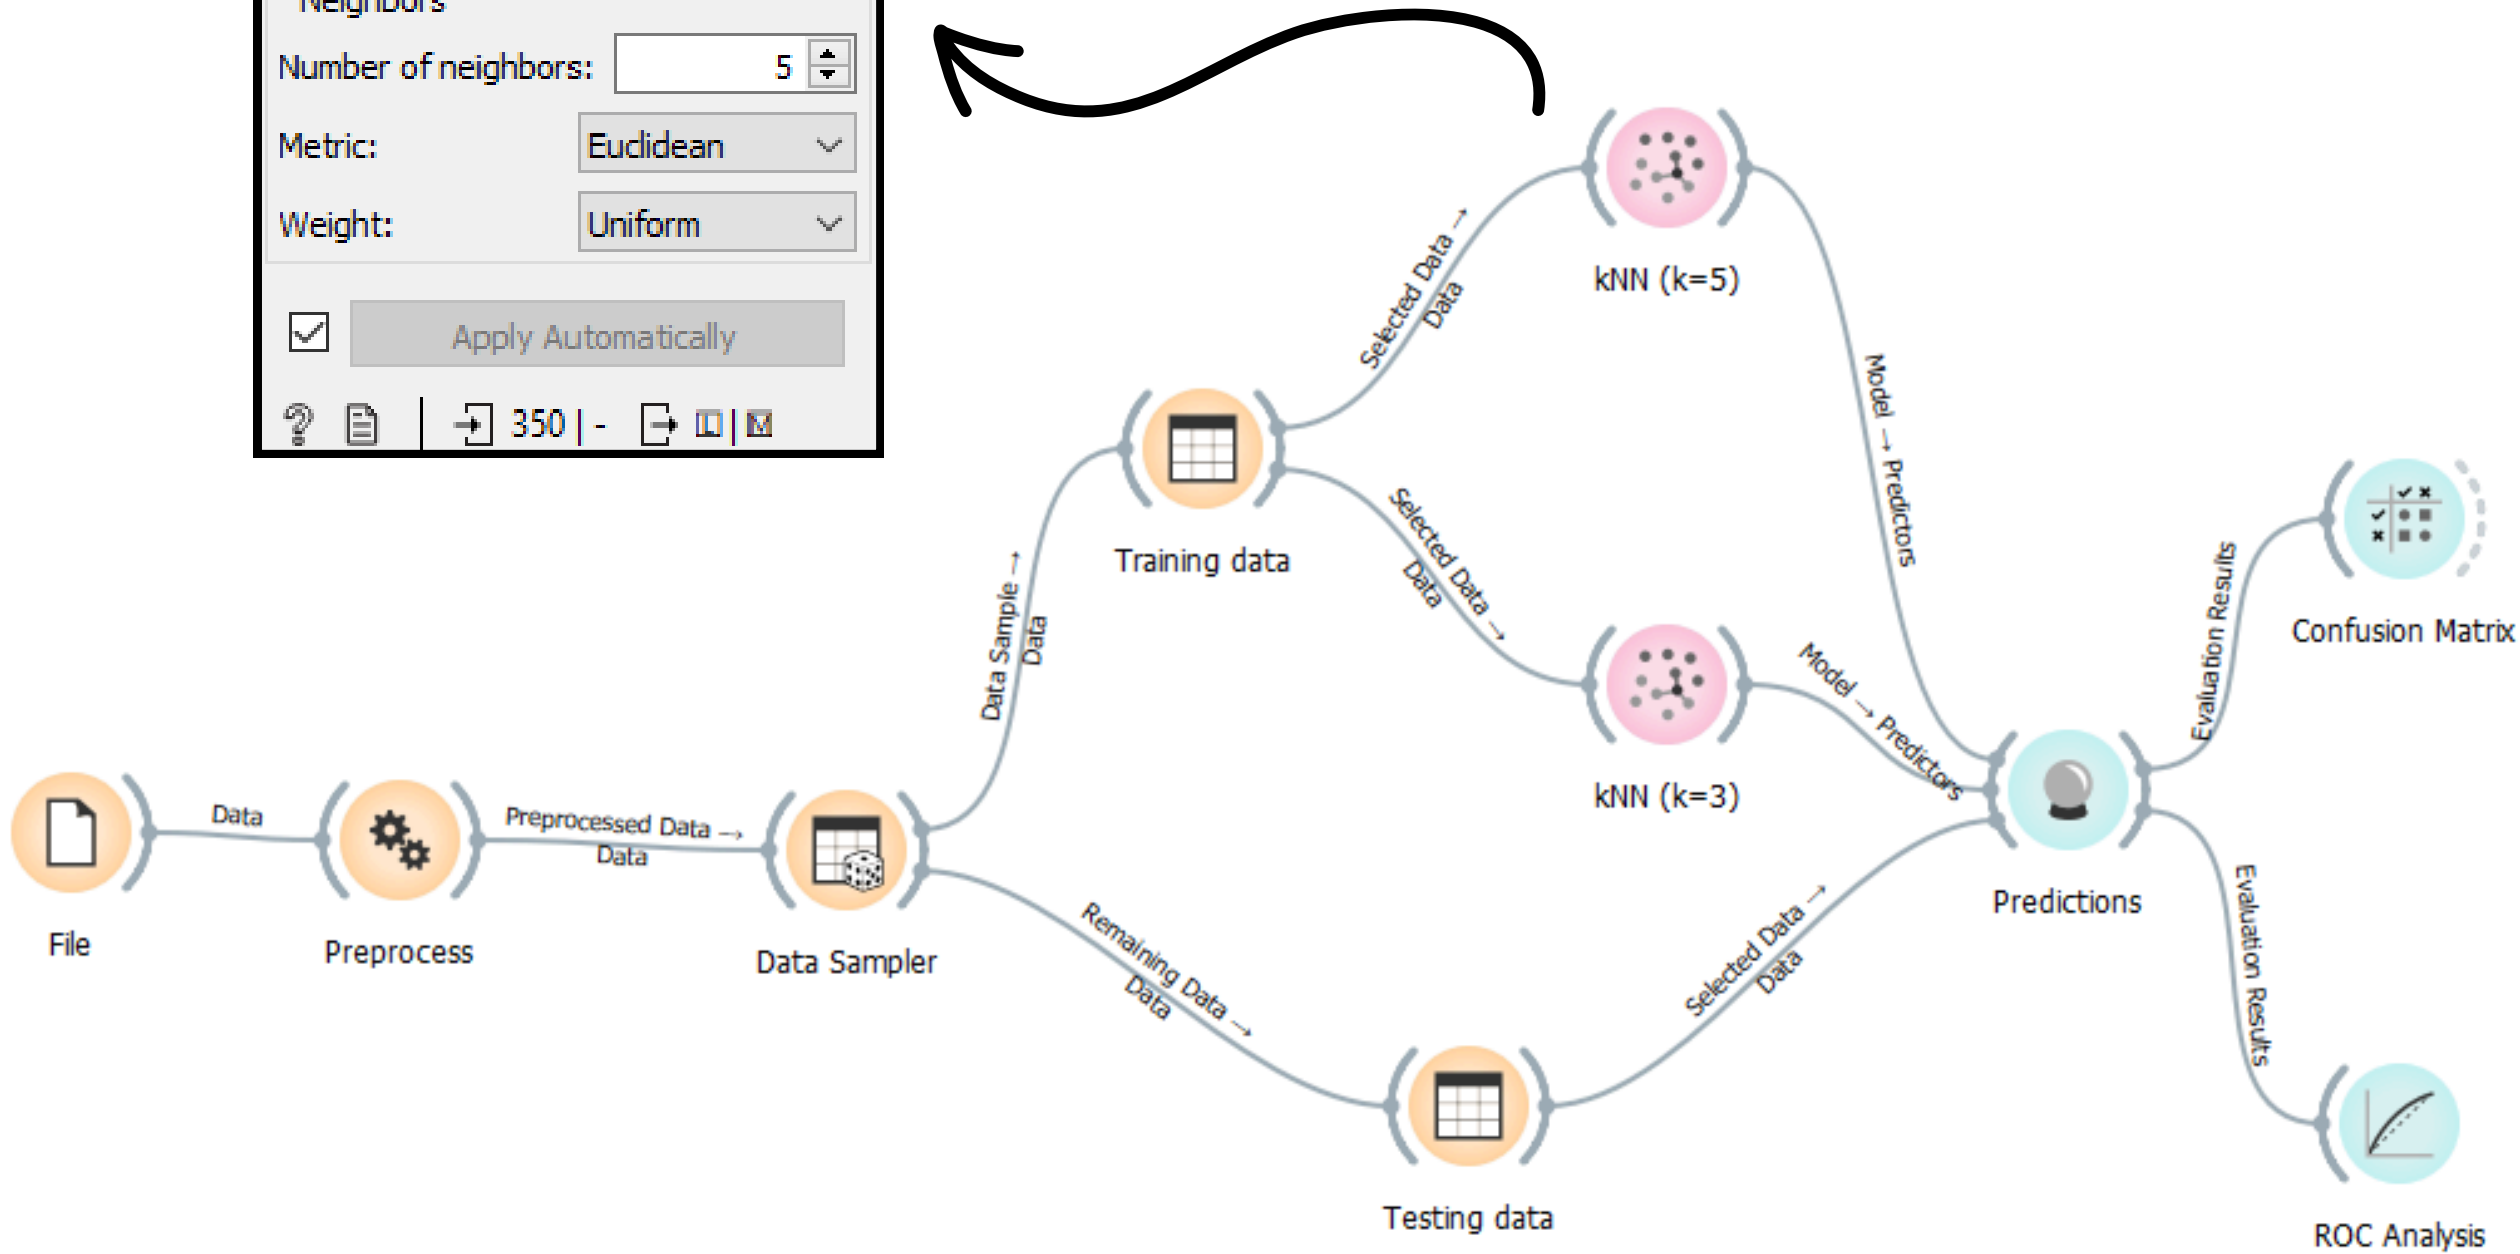 Neighbors
Number of neighbors: 5
Metric: Euclidean
Weight: Uniform
Apply Automatically
350 | -
kNN (k=5)
Selected Data →
Data
Model → Predictors
Training data
Selected Data →
Data
Data Sample →
Data
kNN (k=3)
Model → Predictors
Evaluation Results
Confusion Matrix
File
Data
Preprocess
Preprocessed Data →
Data
Data Sampler
Remaining Data →
Data
Testing data
Selected Data →
Data
Predictions
Evaluation Results
ROC Analysis